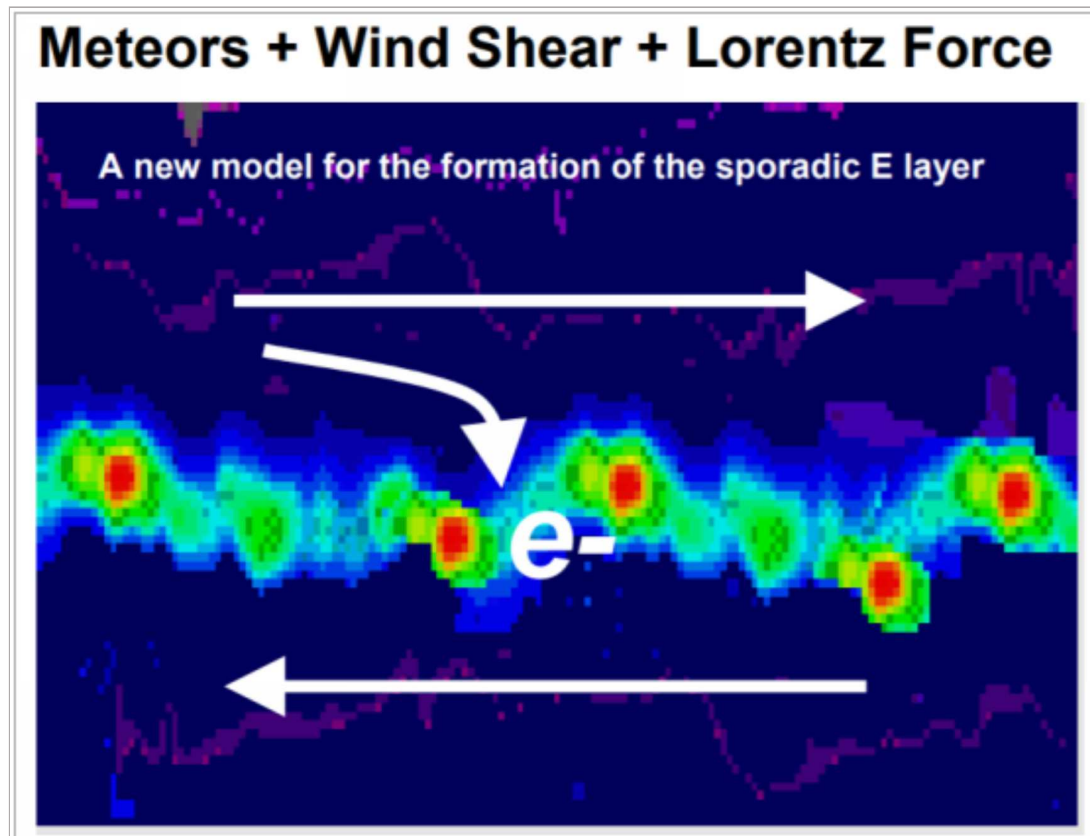 Meteors + Wind Shear + Lorentz Force
A new model for the formation of the sporadic E layer
e-